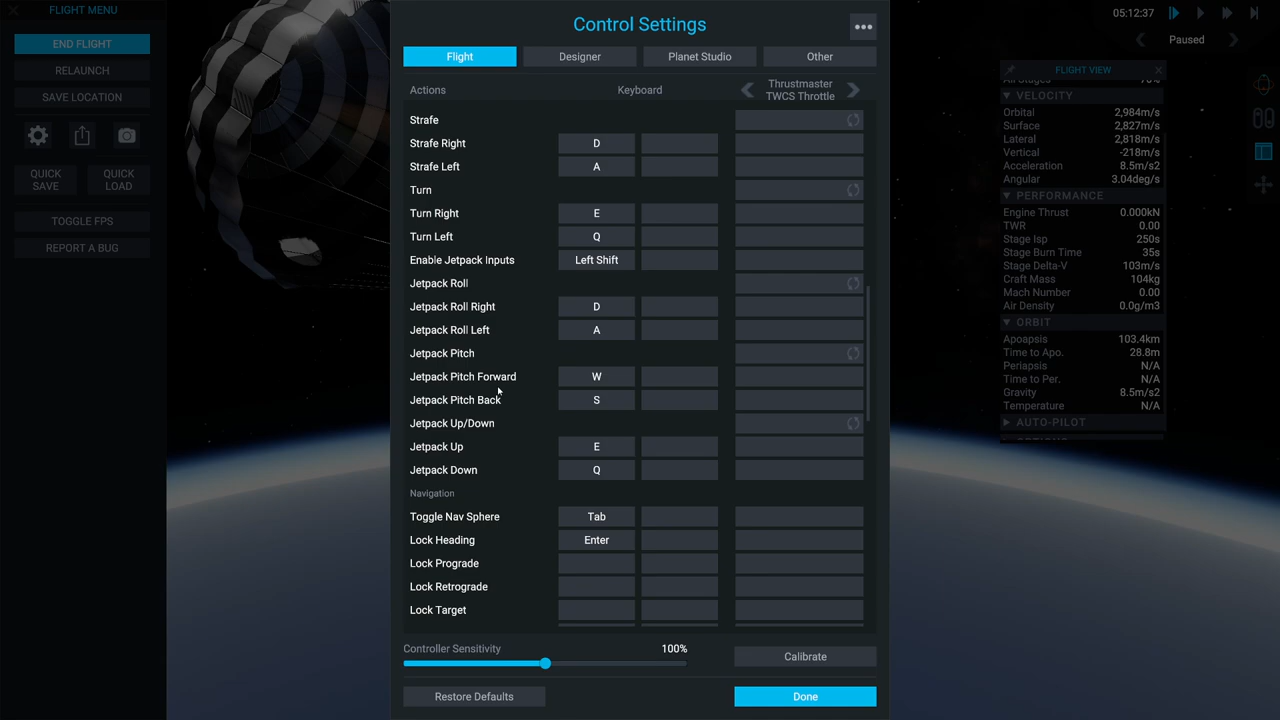 FLIGHT MENU
END FLIGHT
RELAUNCH
SAVE LOCATION
QUICK SAVE
QUICK LOAD
TOGGLE FPS
REPORT A BUG
Control Settings
Flight
Designer
Planet Studio
Other
Actions
Keyboard
Thrustmaster
TWCS Throttle
Strafe
Strafe Right D
Strafe Left A
Turn
Turn Right E
Turn Left Q
Enable Jetpack Inputs Left Shift
Jetpack Roll
Jetpack Roll Right D
Jetpack Roll Left A
Jetpack Pitch
Jetpack Pitch Forward W
Jetpack Pitch Back S
Jetpack Up/Down
Jetpack Up E
Jetpack Down Q
Navigation
Toggle Nav Sphere Tab
Lock Heading Enter
Lock Prograde
Lock Retrograde
Lock Target
Controller Sensitivity 100%
Calibrate
Restore Defaults
Done
05:12:37
Paused
FLIGHT VIEW
VELOCITY
Orbital 2,984m/s
Surface 2,827m/s
Lateral 2,818m/s
Vertical -218m/s
Acceleration 8.5m/s2
Angular 3.04deg/s
PERFORMANCE
Engine Thrust 0.000kN
TWR 0.00
Stage Isp 250s
Stage Burn Time 35s
Stage Delta-V 103m/s
Craft Mass 104kg
Mach Number 0.00
Air Density 0.0g/m3
ORBIT
Apoapsis 103.4km
Time to Apo. 28.8m
Periapsis N/A
Time to Per. N/A
Gravity 8.5m/s2
Temperature N/A
AUTO-PILOT